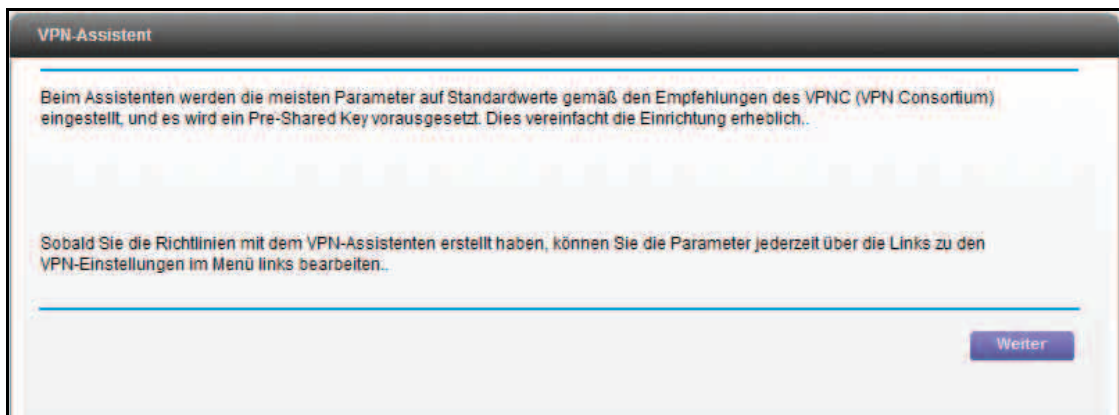 VPN-Assistent
Beim Assistenten werden die meisten Parameter auf Standardwerte gemäß den Empfehlungen des VPNC (VPN Consortium)
eingestellt, und es wird ein Pre-Shared Key vorausgesetzt. Dies vereinfacht die Einrichtung erheblich..
Sobald Sie die Richtlinien mit dem VPN-Assistenten erstellt haben, können Sie die Parameter jederzeit über die Links zu den
VPN-Einstellungen im Menü links bearbeiten..
Weiter